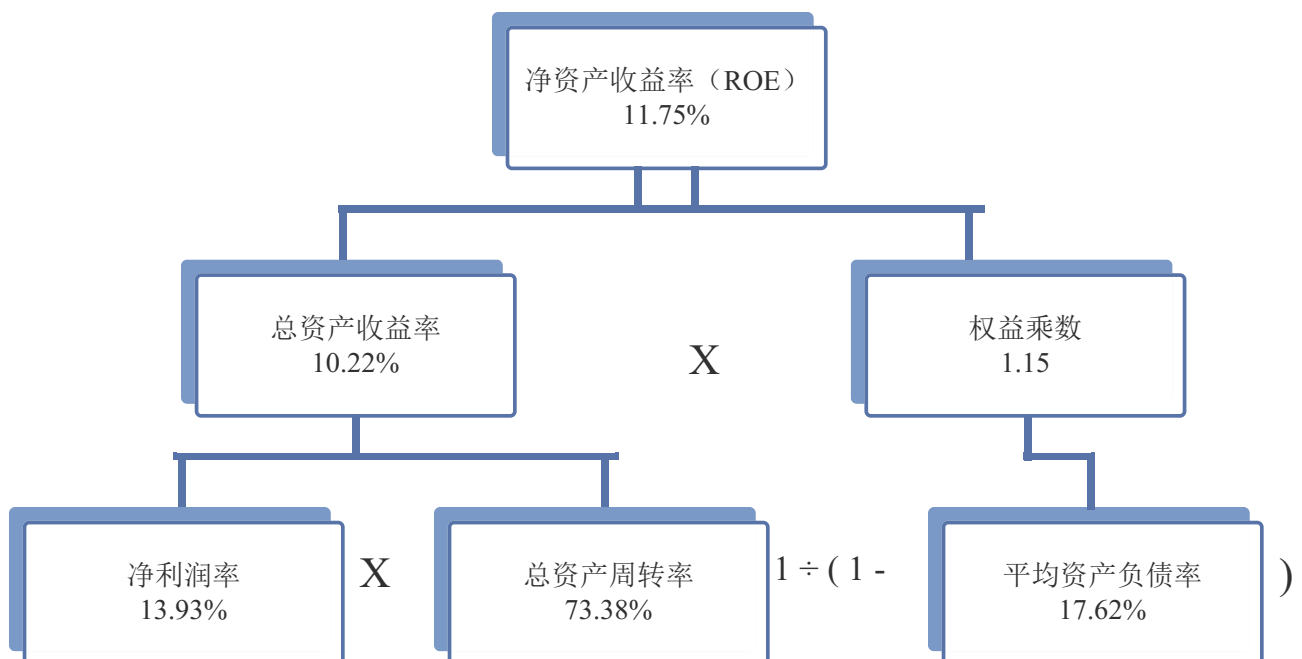 净资产收益率（ROE）
11.75%
总资产收益率
10.22%
X
权益乘数
1.15
净利润率
13.93%
X
总资产周转率
73.38%
1 ÷ ( 1 -
平均资产负债率
17.62%
)